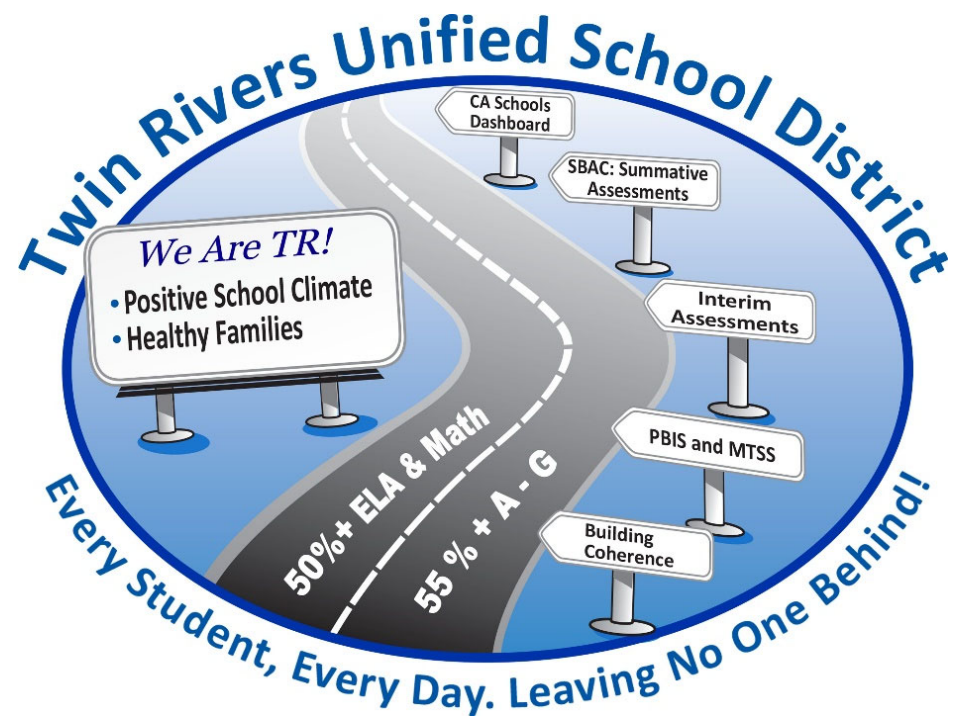 Twin Rivers Unified School District
CA Schools
Dashboard
SBAC: Summative
Assessments
We Are TR!
• Positive School Climate
• Healthy Families
Interim
Assessments
PBIS and MTSS
50%+ ELA & Math
55 % + A - G
Building
Coherence
Every Student, Every Day. Leaving No One Behind!